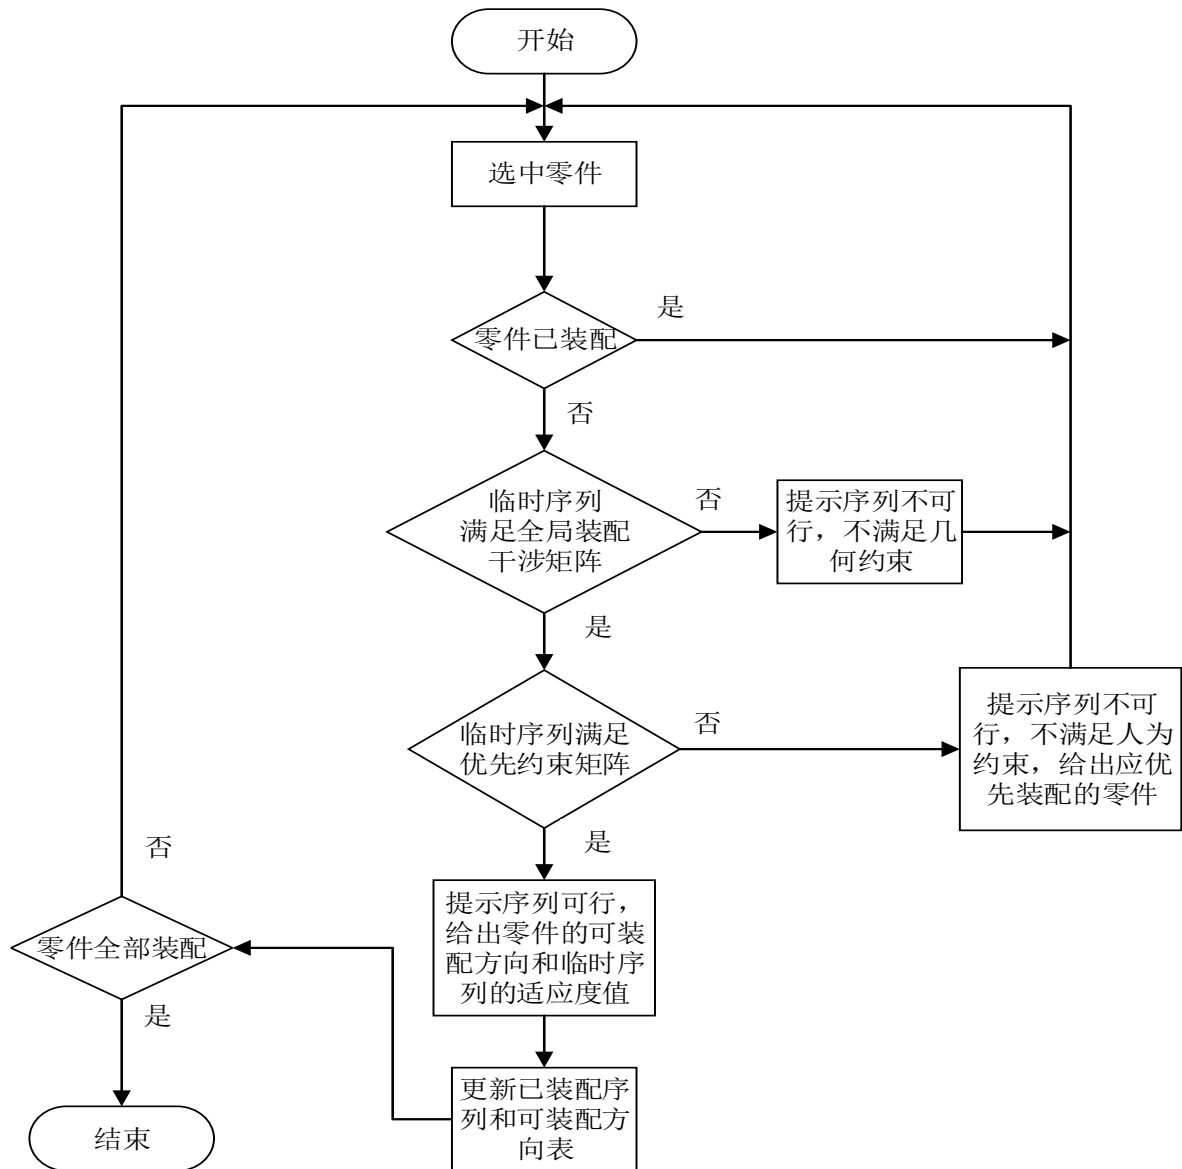 开始
选中零件
零件已装配
是
否
临时序列
满足全局装配
干涉矩阵
否
提示序列不可
行，不满足几
何约束
是
临时序列满足
优先约束矩阵
否
提示序列不可
行，不满足人为
约束，给出应优
先装配的零件
是
提示序列可行，
给出零件的可装
配方向和临时序
列的适应度值
更新已装配序
列和可装配方
向表
否
零件全部装配
是
结束